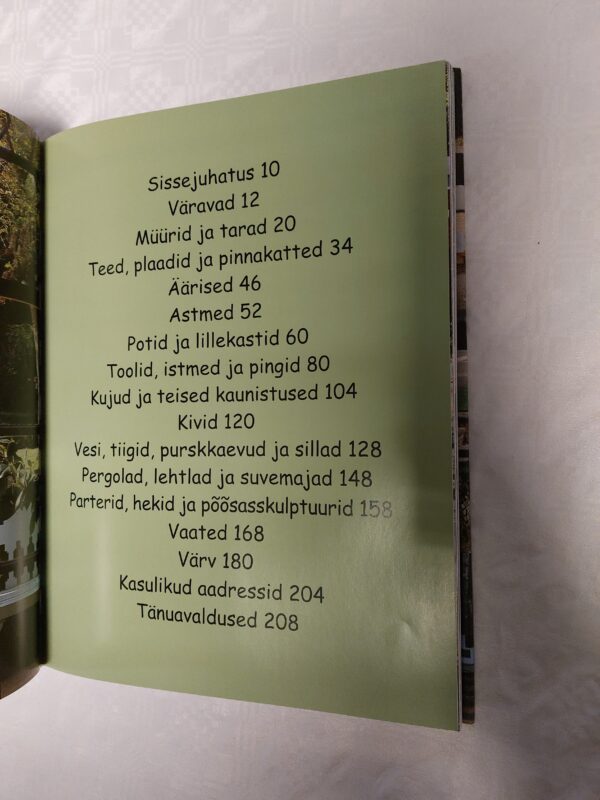 Sissejuhatus 10
Väravad 12
Müürid ja tarad 20
Teed, plaadid ja pinnakatted 34
Äärised 46
Astmed 52
Potid ja lillekastid 60
Toolid, istmed ja pingid 80
Kujud ja teised kaunistused 104
Kivid 120
Vesi, tiigid, purskkaevud ja sillad 128
Pergolad, lehtlad ja suvemajad 148
Parterid, hekid ja põõsasskulptuurid 158
Vaated 168
Värv 180
Kasulikud aadressid 204
Tänuavaldused 208